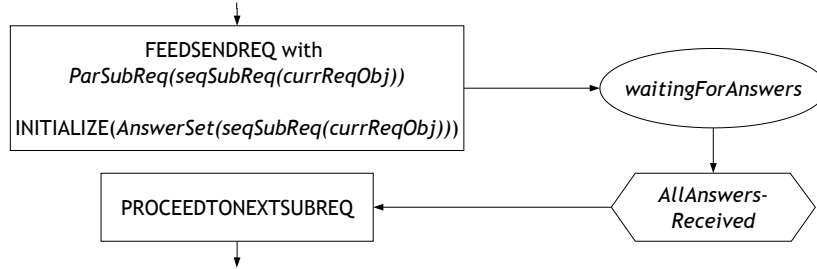 FEEDSENDREQ with
ParSubReq(seqSubReq(currReqObj))
INITIALIZE(AnswerSet(seqSubReq(currReqObj)))
waitingForAnswers
AllAnswers-
Received
PROCEEDTONEXTSUBREQ